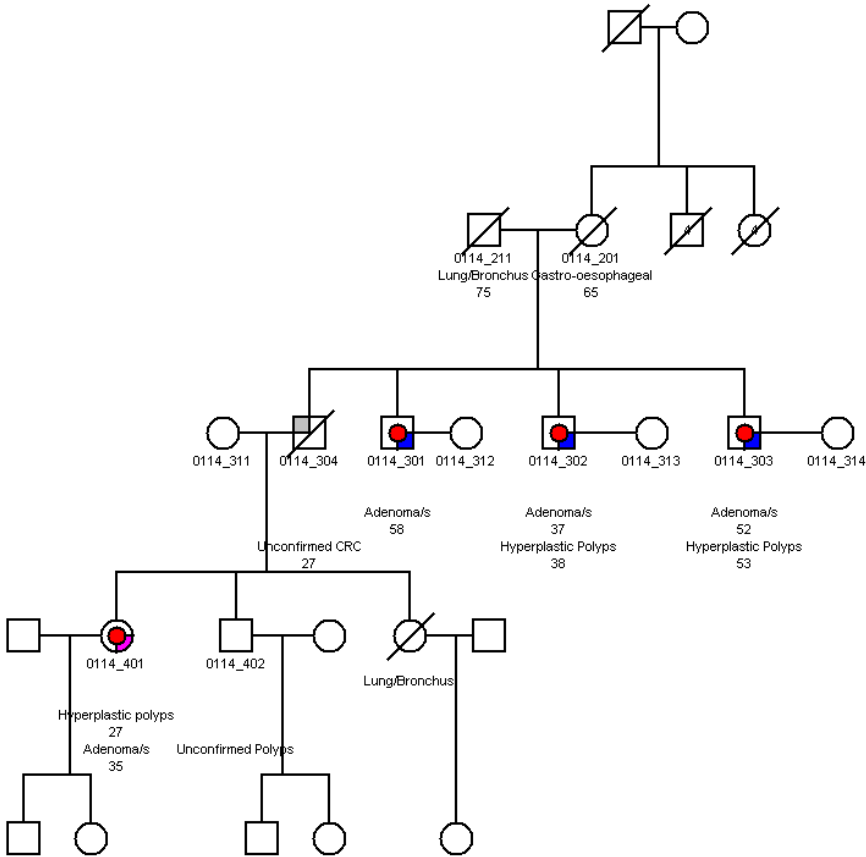 4 4
0114_211 0114_201
Lung/Bronchus Gastro-oesophageal
75 65
0114_311 0114_304 0114_301 0114_312 0114_302 0114_313 0114_303 0114_314
Adenoma/s Adenoma/s Adenoma/s
58 37 52
Unconfirmed CRC Hyperplastic Polyps Hyperplastic Polyps
27 38 53
0114_401 0114_402
Lung/Bronchus
Hyperplastic polyps
27
Adenoma/s Unconfirmed Polyps
35